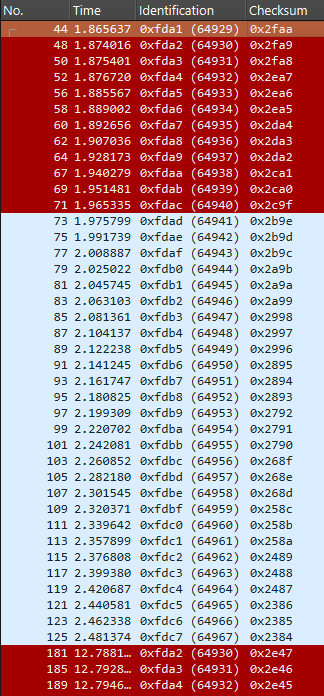 No. Time Identification Checksum
44 1.865637 0xfda1 (64929) 0x2faa
48 1.874016 0xfda2 (64930) 0x2fa9
50 1.875401 0xfda3 (64931) 0x2fa8
52 1.876720 0xfda4 (64932) 0x2ea7
56 1.885567 0xfda5 (64933) 0x2ea6
58 1.889002 0xfda6 (64934) 0x2ea5
60 1.892656 0xfda7 (64935) 0x2da4
62 1.907036 0xfda8 (64936) 0x2da3
64 1.928173 0xfda9 (64937) 0x2da2
67 1.940279 0xfdaa (64938) 0x2ca1
69 1.951481 0xfdab (64939) 0x2ca0
71 1.965335 0xfdac (64940) 0x2c9f
73 1.975799 0xfdad (64941) 0x2b9e
75 1.991739 0xfdae (64942) 0x2b9d
77 2.008887 0xfdaf (64943) 0x2b9c
79 2.025022 0xfdb0 (64944) 0x2a9b
81 2.045745 0xfdb1 (64945) 0x2a9a
83 2.063103 0xfdb2 (64946) 0x2a99
85 2.081361 0xfdb3 (64947) 0x2998
87 2.104137 0xfdb4 (64948) 0x2997
89 2.122238 0xfdb5 (64949) 0x2996
91 2.141245 0xfdb6 (64950) 0x2895
93 2.161747 0xfdb7 (64951) 0x2894
95 2.180825 0xfdb8 (64952) 0x2893
97 2.199309 0xfdb9 (64953) 0x2792
99 2.220702 0xfdba (64954) 0x2791
101 2.242081 0xfdbb (64955) 0x2790
103 2.260852 0xfdbc (64956) 0x268f
105 2.282180 0xfdbd (64957) 0x268e
107 2.301545 0xfdbe (64958) 0x268d
109 2.320371 0xfdbf (64959) 0x258c
111 2.339642 0xfdc0 (64960) 0x258b
113 2.357899 0xfdc1 (64961) 0x258a
115 2.376808 0xfdc2 (64962) 0x2489
117 2.399380 0xfdc3 (64963) 0x2488
119 2.420687 0xfdc4 (64964) 0x2487
121 2.440581 0xfdc5 (64965) 0x2386
123 2.462338 0xfdc6 (64966) 0x2385
125 2.481374 0xfdc7 (64967) 0x2384
181 12.7881… 0xfda2 (64930) 0x2e47
185 12.7928… 0xfda3 (64931) 0x2e46
189 12.7946… 0xfda4 (64932) 0x2e45